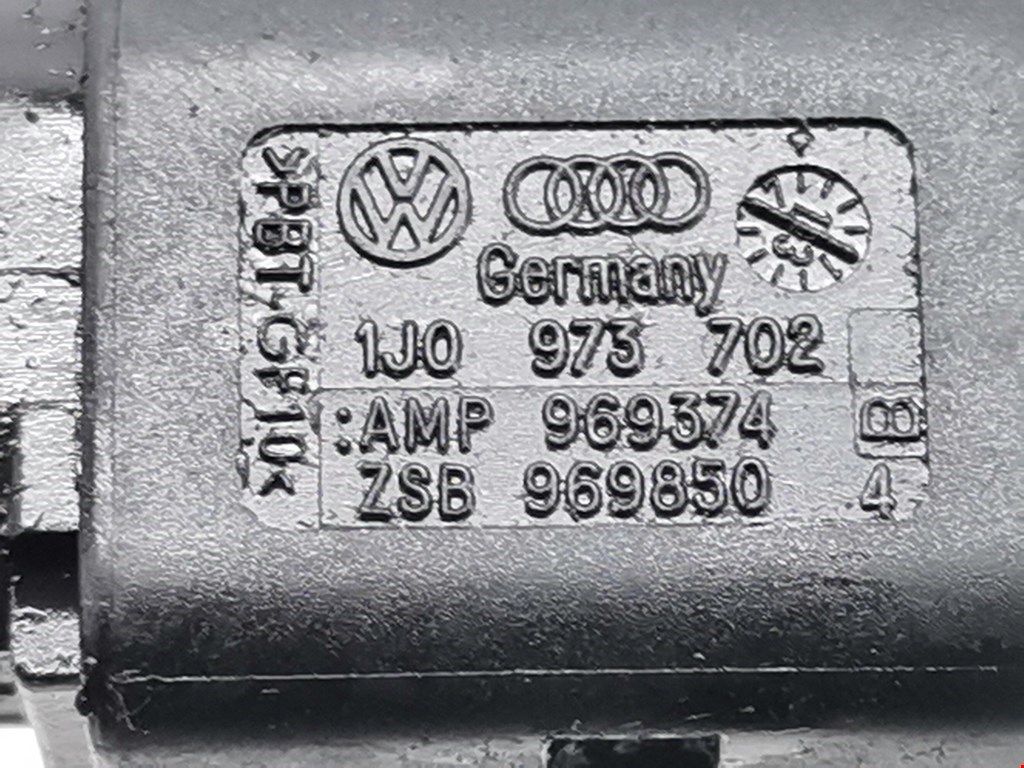 >PBT-GF10<
Germany
1J0 973 702
:AMP 969374 B
ZSB 969850 4